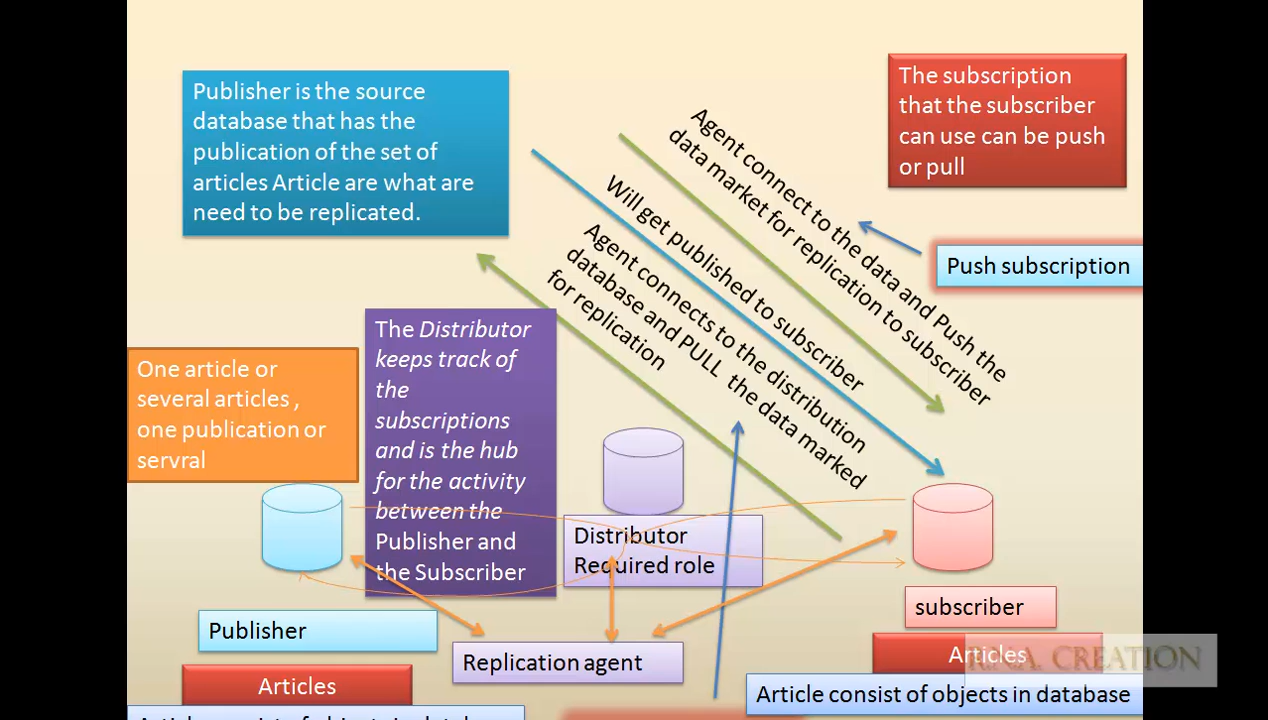 Publisher is the source
database that has the
publication of the set of
articles Article are what are
need to be replicated.
The subscription
that the subscriber
can use can be push
or pull
Agent connect to the data and Push the
data market for replication to subscriber
Will get published to subscriber
Agent connects to the distribution
database and PULL the data marked
for replication
Push subscription
The Distributor
keeps track of
the
subscriptions
and is the hub
for the activity
between the
Publisher and
the Subscriber
One article or
several articles ,
one publication or
servral
Distributor
Required role
subscriber
Publisher
Replication agent
Articles
Articles
R.N.A. CREATION
Article consist of objects in database